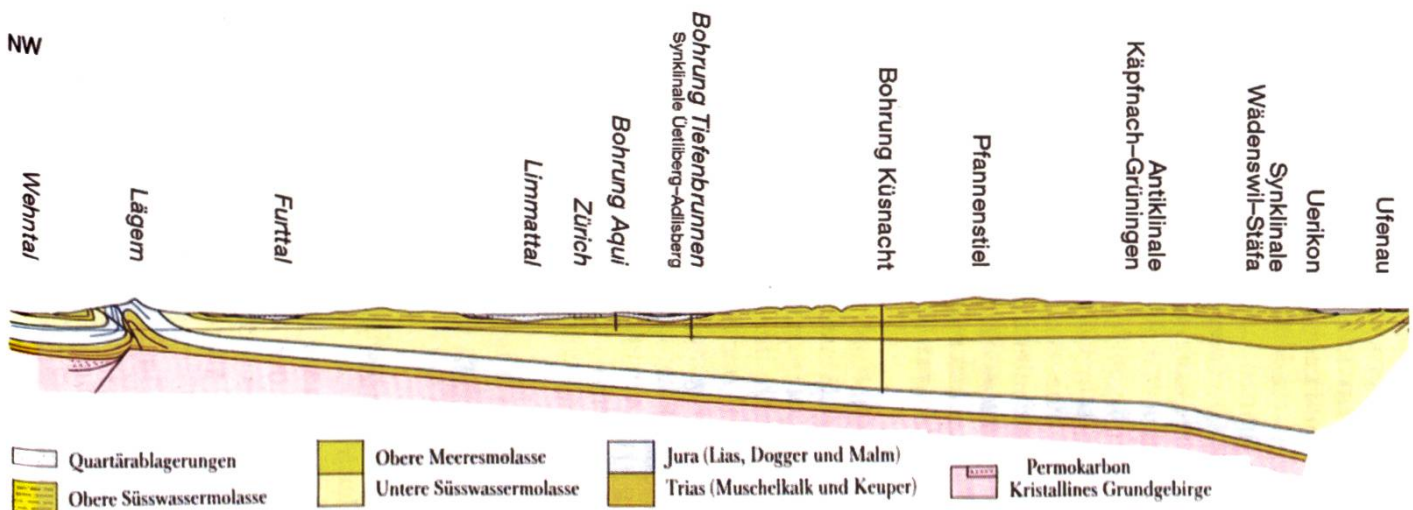 NW
Wehntal
Lägern
Furttal
Limmattal
Zürich
Bohrung Aqui
Bohrung Tiefenbrunnen
Synklinale Üetliberg–Adlisberg
Bohrung Küsnacht
Pfannenstiel
Antiklinale
Käpfnach–Grüningen
Synklinale
Wädenswil–Stäfa
Uerikon
Ufenau
Quartärablagerungen
Obere Süsswassermolasse
Obere Meeresmolasse
Untere Süsswassermolasse
Jura (Lias, Dogger und Malm)
Trias (Muschelkalk und Keuper)
Permokarbon
Kristallines Grundgebirge